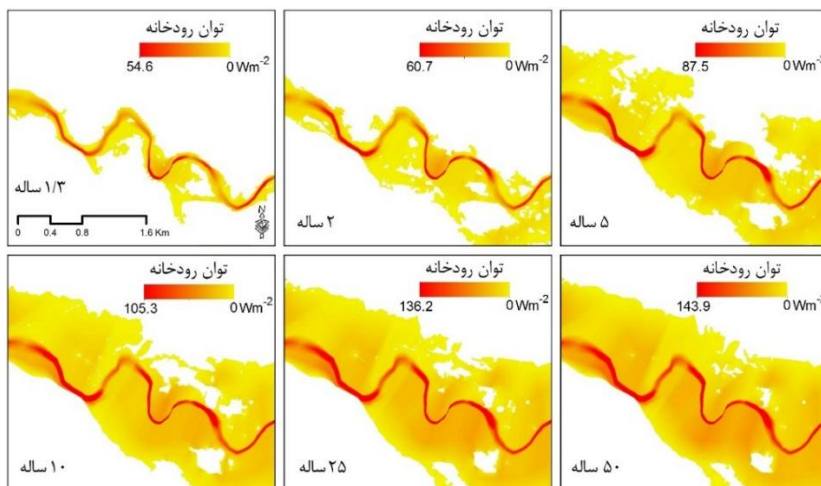 توان رودخانه
54.6 0 Wm-2
۱/۳ ساله
0 0.4 0.8 1.6 Km
توان رودخانه
60.7 0 Wm-2
۲ ساله
توان رودخانه
87.5 0 Wm-2
۵ ساله
توان رودخانه
105.3 0 Wm-2
۱۰ ساله
توان رودخانه
136.2 0 Wm-2
۲۵ ساله
توان رودخانه
143.9 0 Wm-2
۵۰ ساله